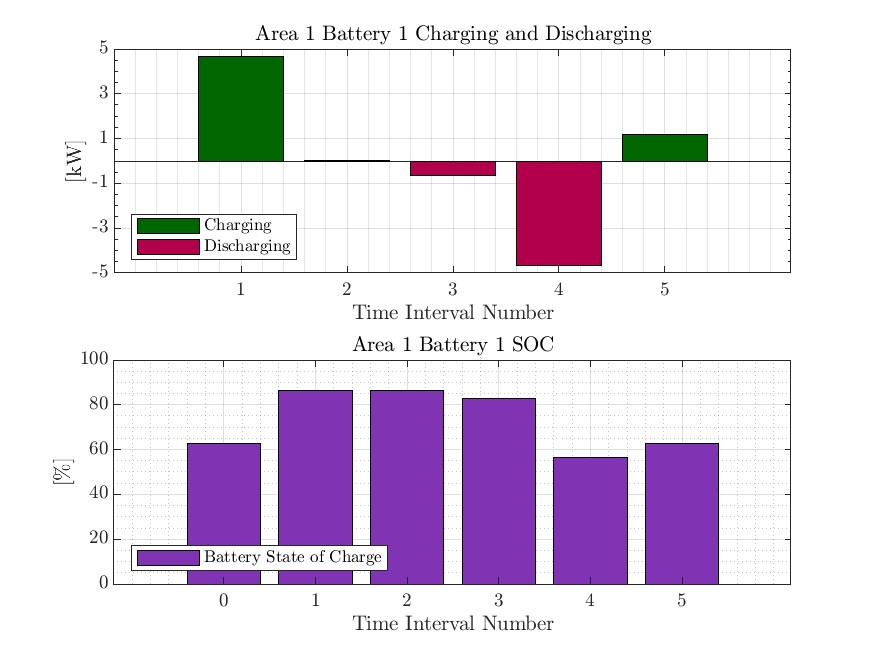 Area 1 Battery 1 Charging and Discharging
5
3
1
-1
-3
-5
[kW]
Charging
Discharging
1 2 3 4 5
Time Interval Number
Area 1 Battery 1 SOC
100
80
60
40
20
0
[%]
Battery State of Charge
0 1 2 3 4 5
Time Interval Number